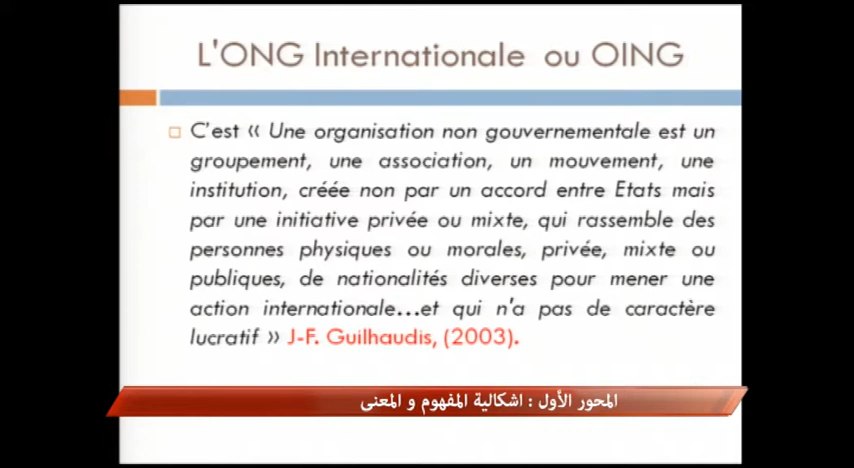 L'ONG Internationale ou OING
C'est « Une organisation non gouvernementale est un
groupement, une association, un mouvement, une
institution, créée non par un accord entre Etats mais
par une initiative privée ou mixte, qui rassemble des
personnes physiques ou morales, privée, mixte ou
publiques, de nationalités diverses pour mener une
action internationale...et qui n'a pas de caractère
lucratif » J-F. Guilhaudis, (2003).
المحور الأول : اشكالية المفهوم و المعنى